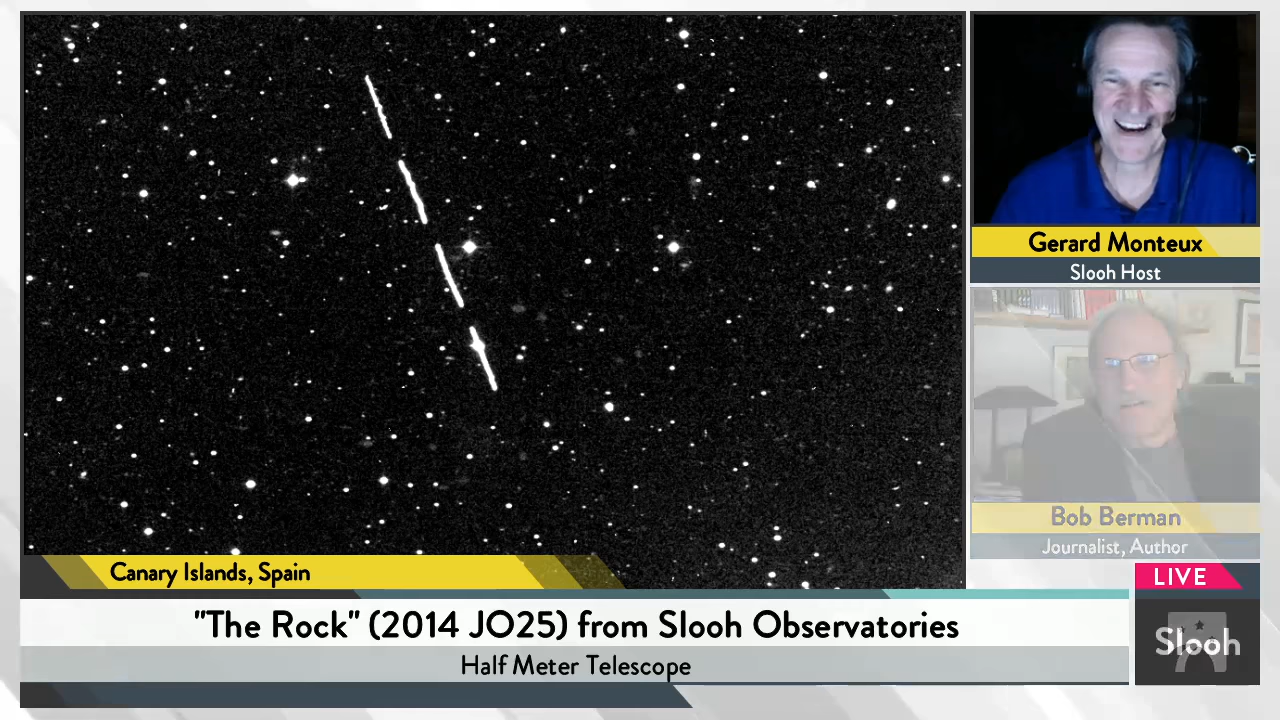 Gerard Monteux
Slooh Host
Bob Berman
Journalist, Author
Canary Islands, Spain
LIVE
"The Rock" (2014 JO25) from Slooh Observatories
Slooh
Half Meter Telescope